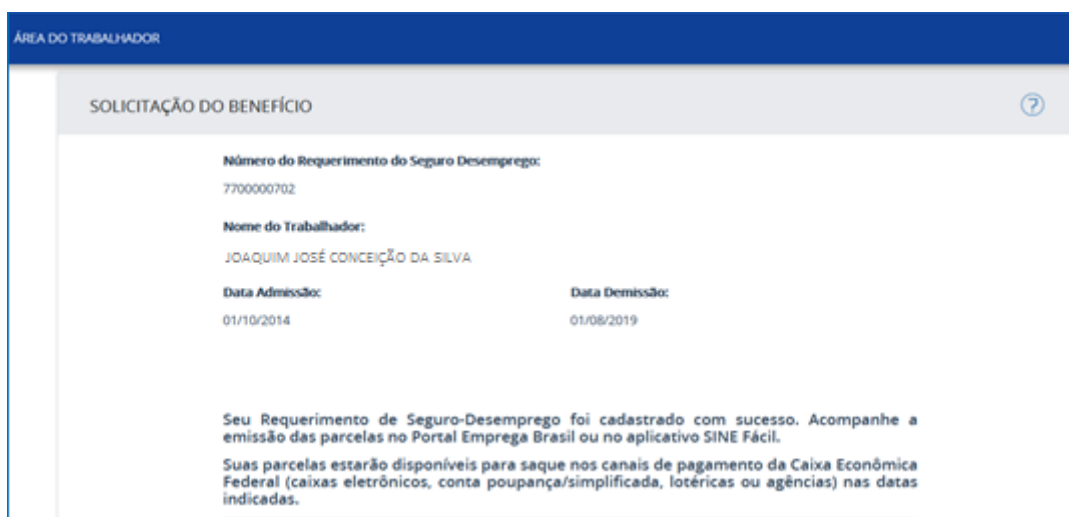 ÁREA DO TRABALHADOR
SOLICITAÇÃO DO BENEFÍCIO ?
Número do Requerimento do Seguro Desemprego:
7700000702
Nome do Trabalhador:
JOAQUIM JOSÉ CONCEIÇÃO DA SILVA
Data Admissão: Data Demissão:
01/10/2014 01/08/2019
Seu Requerimento de Seguro-Desemprego foi cadastrado com sucesso. Acompanhe a
emissão das parcelas no Portal Emprega Brasil ou no aplicativo SINE Fácil.
Suas parcelas estarão disponíveis para saque nos canais de pagamento da Caixa Econômica
Federal (caixas eletrônicos, conta poupança/simplificada, lotéricas ou agências) nas datas
indicadas.